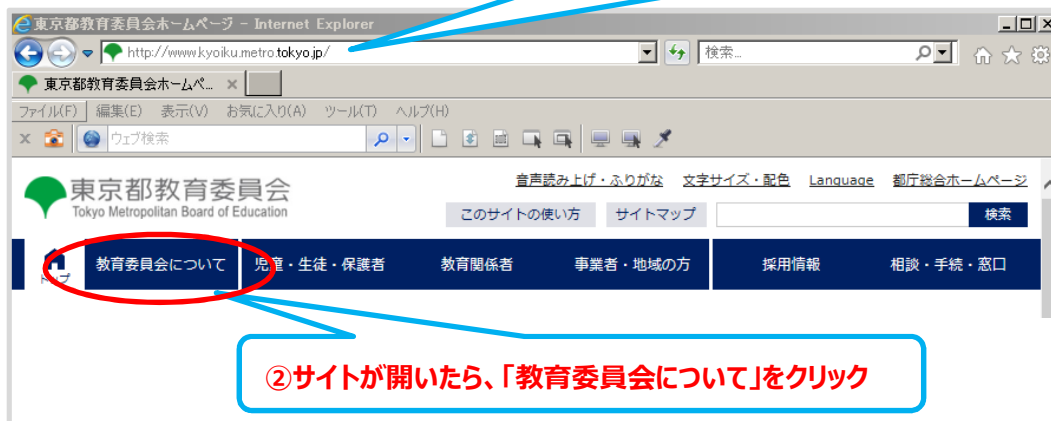 東京都教育委員会ホームページ - Internet Explorer
http://www.kyoiku.metro.tokyo.jp/
検索...
東京都教育委員会ホームペ... ×
ファイル(F) 編集(E) 表示(V) お気に入り(A) ツール(T) ヘルプ(H)
x ウェブ検索
音声読み上げ・ふりがな 文字サイズ・配色 Language 都庁総合ホームページ
東京都教育委員会
Tokyo Metropolitan Board of Education
このサイトの使い方 サイトマップ 検索
トップ 教育委員会について 児童・生徒・保護者 教育関係者 事業者・地域の方 採用情報 相談・手続・窓口
②サイトが開いたら、「教育委員会について」をクリック